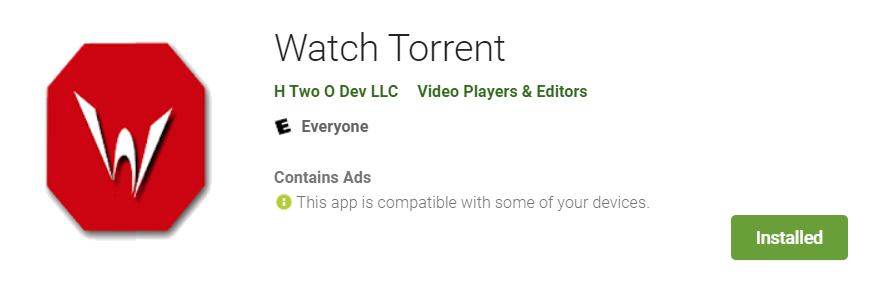 Watch Torrent
H Two O Dev LLC Video Players & Editors
E Everyone
Contains Ads
This app is compatible with some of your devices.
Installed